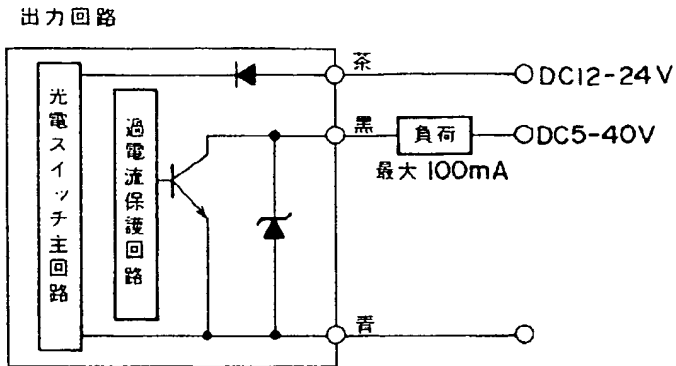 出力回路
茶
DC12-24V
光電スイッチ主回路
過電流保護回路
黒
負荷
DC5-40V
最大 100mA
青